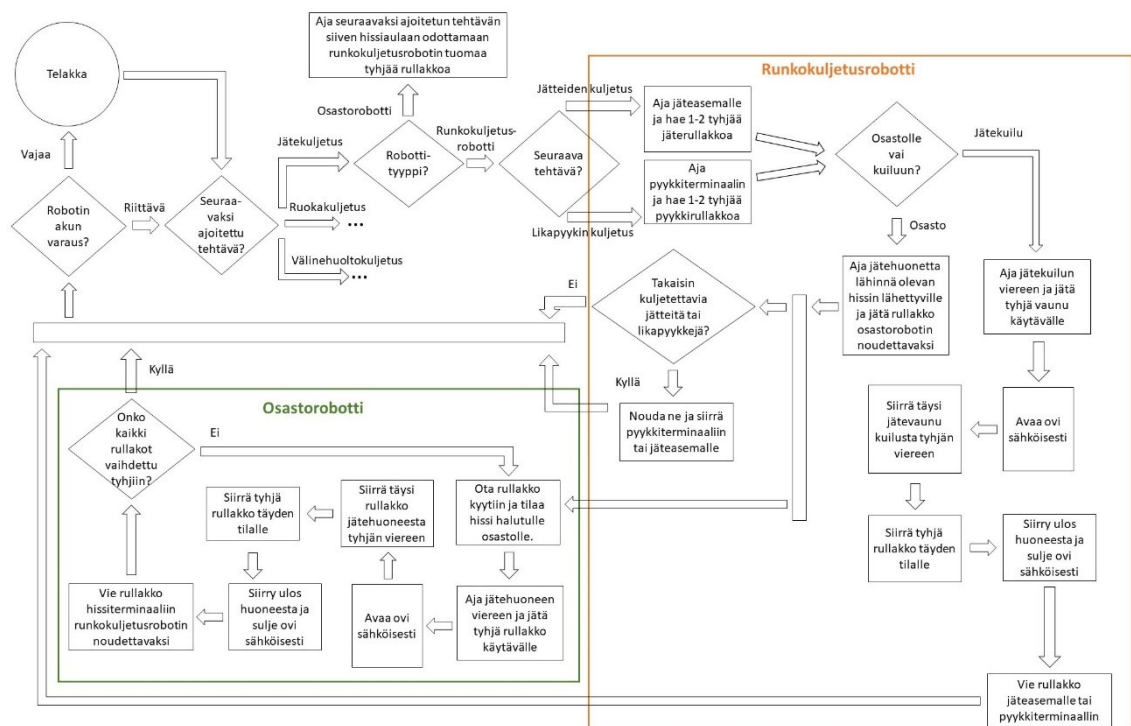 Aja seuraavaksi ajoitetun tehtävän
siiven hissiaulaan odottamaan
runkokuljetusrobotin tuomaa
tyhjää rullakkoa
Telakka
Vajaa
Robotin
akun
varaus?
Riittävä
Seuraa-
vaksi
ajoitettu
tehtävä?
Jätekuljetus
Ruokakuljetus
...
Välinehuoltokuljetus
...
Osastorobotti
Robotti-
tyyppi?
Runkokuljetus-
robotti
Seuraava
tehtävä?
Jätteiden kuljetus
Likapyykin kuljetus
Runkokuljetusrobotti
Aja jäteasemalle
ja hae 1-2 tyhjää
jäterullakkoa
Aja
pyykkiterminaalin
ja hae 1-2 tyhjää
pyykkirullakkoa
Osastolle
vai
kuiluun?
Jätekuilu
Osasto
Aja jätehuonetta
lähinnä olevan
hissin lähettyville
ja jätä rullakko
osastorobotin
noudettavaksi
Aja jätekuilun
viereen ja jätä
tyhjä vaunu
käytävälle
Takaisin
kuljetettavia
jätteitä tai
likapyykkejä?
Ei
Kyllä
Nouda ne ja siirrä
pyykkiterminaaliin
tai jäteasemalle
Avaa ovi
sähköisesti
Siirrä täysi
jätevaunu
kuilusta tyhjän
viereen
Siirrä tyhjä
rullakko täyden
tilalle
Siirry ulos
huoneesta ja
sulje ovi
sähköisesti
Vie rullakko
jäteasemalle tai
pyykkiterminaallin
Kyllä
Osastorobotti
Onko
kaikki
rullakot
vaihdettu
tyhjiin?
Ei
Ota rullakko
kyytiin ja tilaa
hissi halutulle
osastolle.
Aja jätehuoneen
viereen ja jätä
tyhjä rullakko
käytävälle
Avaa ovi
sähköisesti
Siirrä täysi
rullakko
jätehuoneesta
tyhjän viereen
Siirrä tyhjä
rullakko täyden
tilalle
Siirry ulos
huoneesta ja
sulje ovi
sähköisesti
Vie rullakko
hissiterminaaliin
runkokuljetusrobotin
noudettavaksi